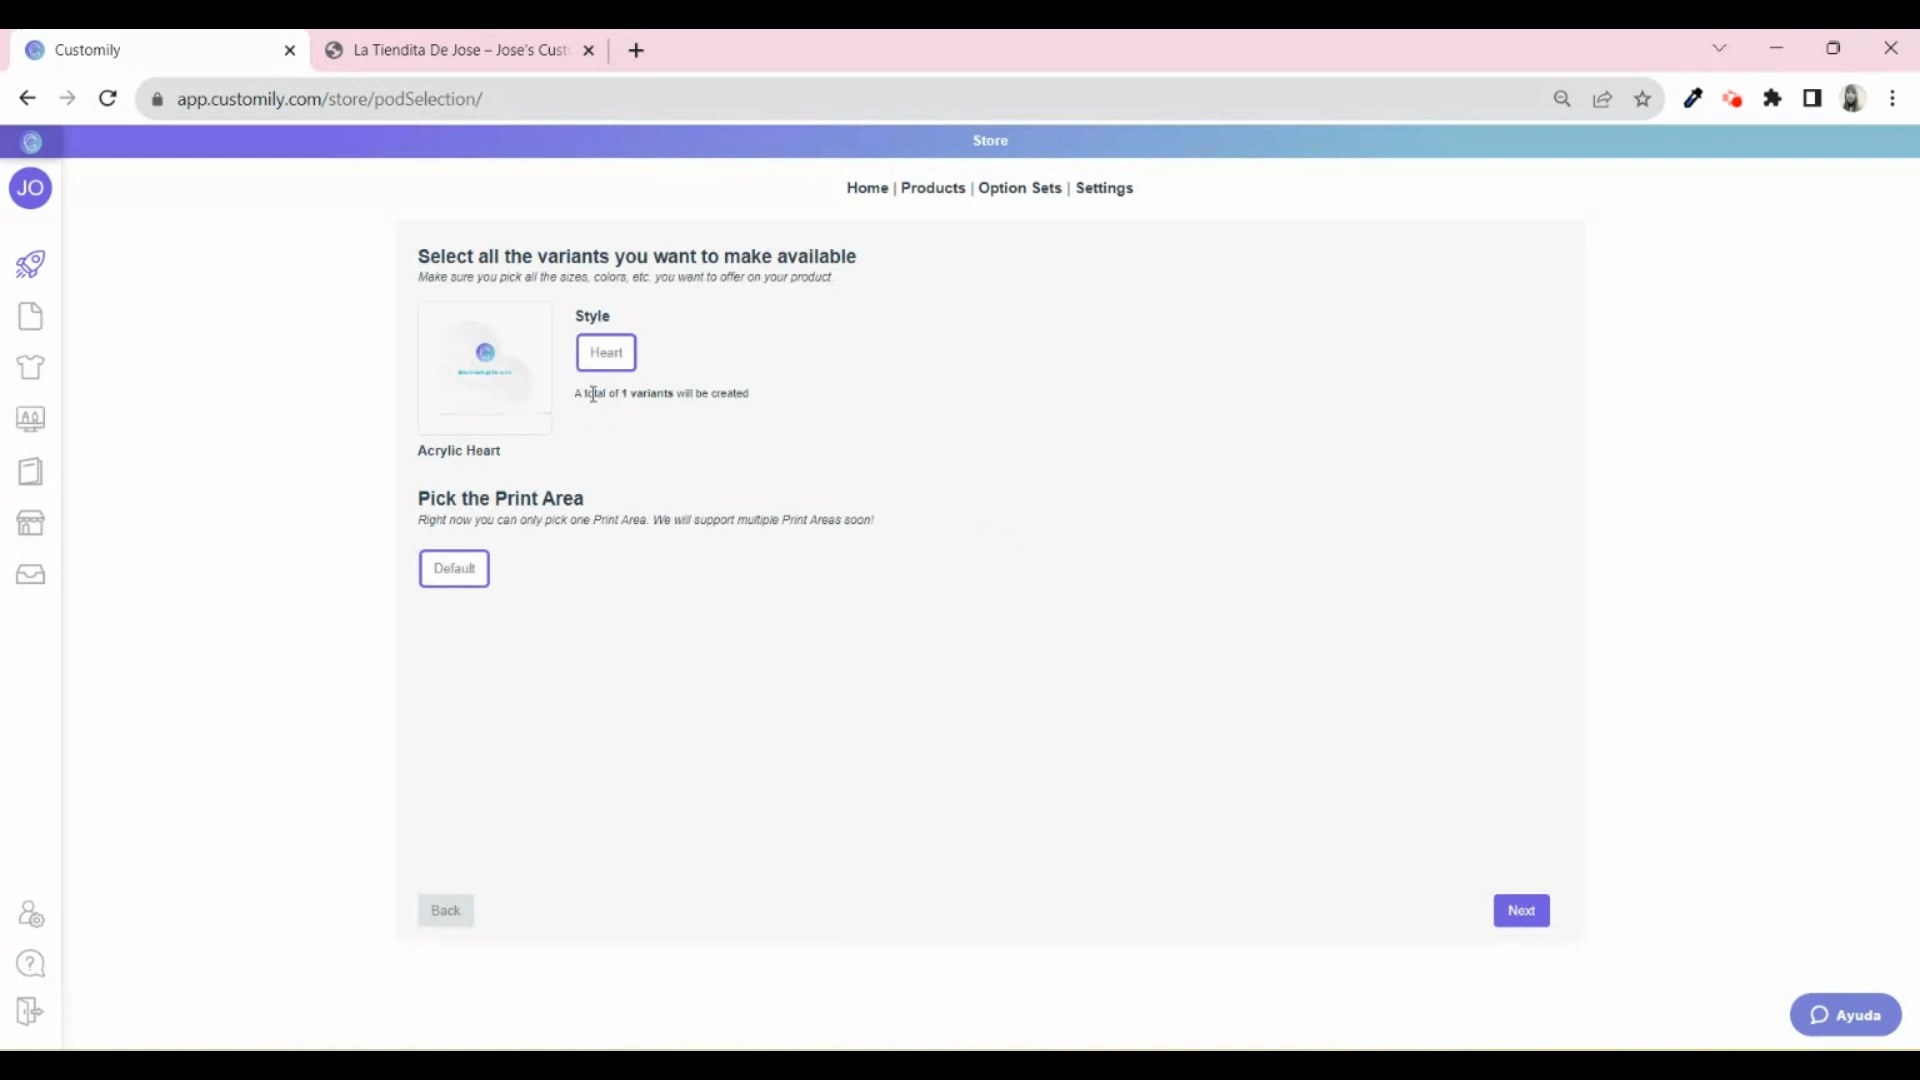 Customily
La Tiendita De Jose – Jose's Cust
app.customily.com/store/podSelection/
Store
JO
Home | Products | Option Sets | Settings
Select all the variants you want to make available
Make sure you pick all the sizes, colors, etc. you want to offer on your product.
Style
Heart
A total of 1 variants will be created
Acrylic Heart
Pick the Print Area
Right now you can only pick one Print Area. We will support multiple Print Areas soon!
Default
Back
Next
Ayuda